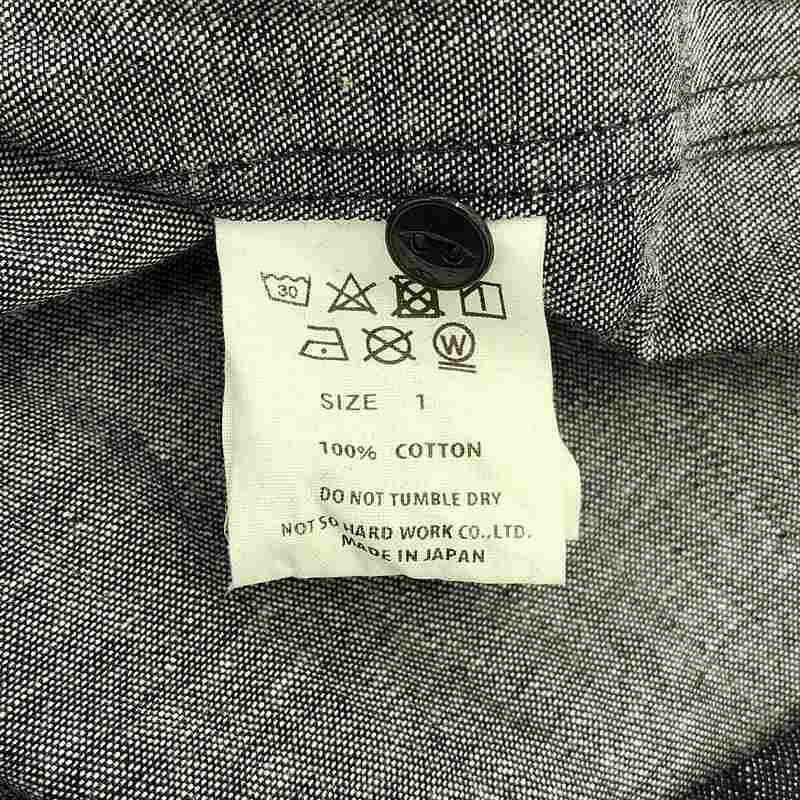 30
W
SIZE 1
100% COTTON
DO NOT TUMBLE DRY
NOT SO HARD WORK CO.,LTD.
MADE IN JAPAN